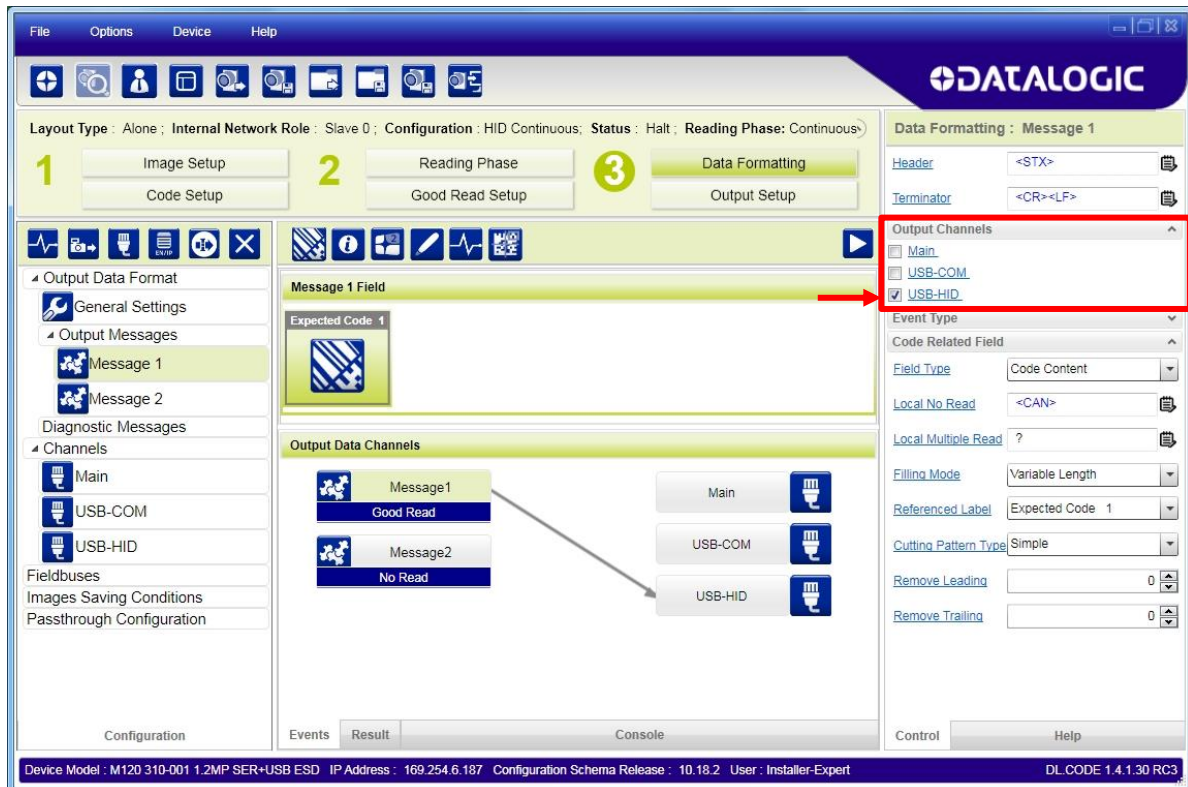 File Options Device Help
DATALOGIC
Layout Type : Alone ; Internal Network Role : Slave 0 ; Configuration : HID Continuous; Status : Halt ; Reading Phase: Continuous
1
Image Setup
Code Setup
2
Reading Phase
Good Read Setup
3
Data Formatting
Output Setup
EN/IP
Output Data Format
General Settings
Output Messages
Message 1
Message 2
Diagnostic Messages
Channels
Main
USB-COM
USB-HID
Fieldbuses
Images Saving Conditions
Passthrough Configuration
Configuration
Message 1 Field
Expected Code 1
Output Data Channels
Message1
Good Read
Message2
No Read
Main
USB-COM
USB-HID
Events Result Console
Data Formatting : Message 1
Header <STX>
Terminator <CR><LF>
Output Channels
Main
USB-COM
USB-HID
Event Type
Code Related Field
Field Type Code Content
Local No Read <CAN>
Local Multiple Read ?
Filling Mode Variable Length
Referenced Label Expected Code 1
Cutting Pattern Type Simple
Remove Leading 0
Remove Trailing 0
Control Help
Device Model : M120 310-001 1.2MP SER+USB ESD IP Address : 169.254.6.187 Configuration Schema Release : 10.18.2 User : Installer-Expert DL.CODE 1.4.1.30 RC3